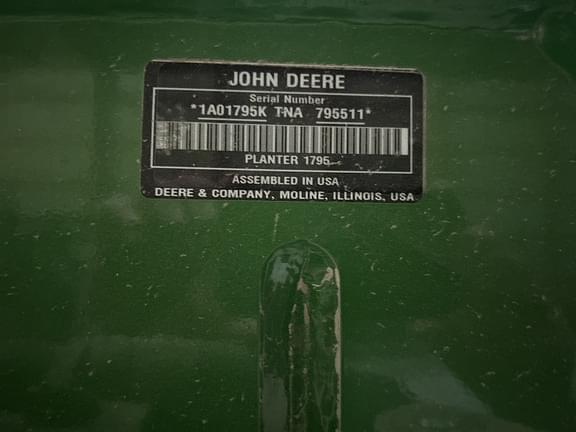 JOHN DEERE
Serial Number
*1A01795K TNA 795511*
PLANTER 1795
ASSEMBLED IN USA
DEERE & COMPANY, MOLINE, ILLINOIS, USA